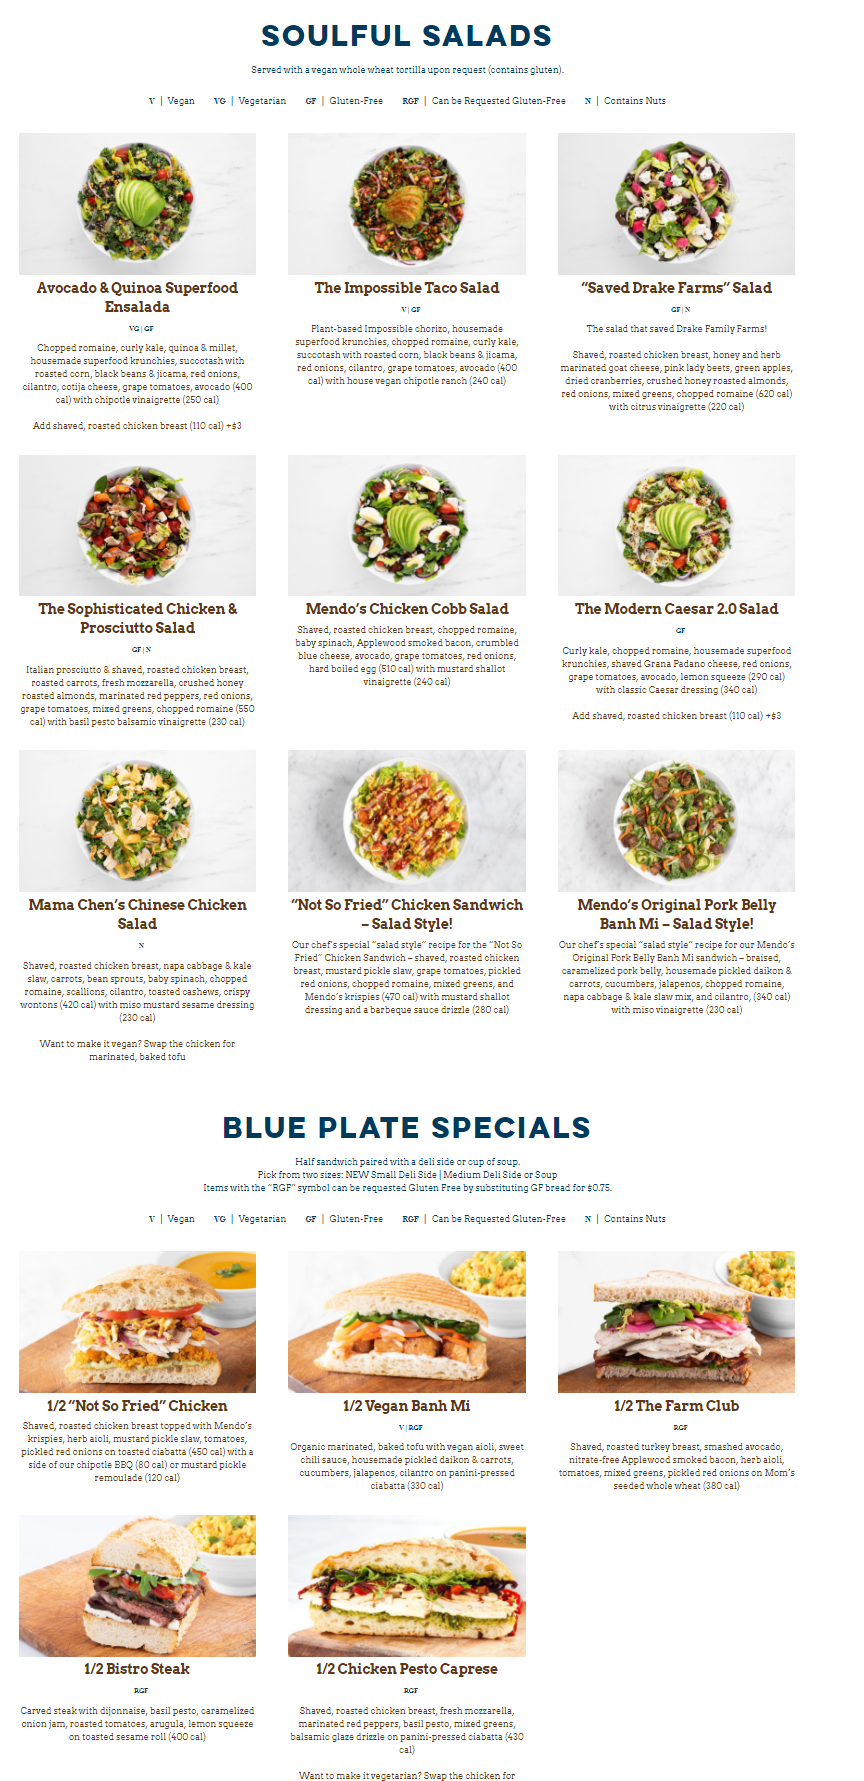 SOULFUL SALADS
Served with a vegan whole wheat tortilla upon request (contains gluten).
V | Vegan VG | Vegetarian GF | Gluten-Free RGF | Can be Requested Gluten-Free N | Contains Nuts
Avocado & Quinoa Superfood
Ensalada
VG | GF
Chopped romaine, curly kale, quinoa & millet,
housemade superfood krunchies, succotash with
roasted corn, black beans & jicama, red onions,
cilantro, cotija cheese, grape tomatoes, avocado (400
cal) with chipotle vinaigrette (250 cal)
Add shaved, roasted chicken breast (110 cal) +$3
The Impossible Taco Salad
V | GF
Plant-based Impossible chorizo, housemade
superfood krunchies, chopped romaine, curly kale,
succotash with roasted corn, black beans & jicama,
red onions, cilantro, grape tomatoes, avocado (400
cal) with house vegan chipotle ranch (240 cal)
“Saved Drake Farms” Salad
GF | N
The salad that saved Drake Family Farms!
Shaved, roasted chicken breast, honey and herb
marinated goat cheese, pink lady beets, green apples,
dried cranberries, crushed honey roasted almonds,
red onions, mixed greens, chopped romaine (620 cal)
with citrus vinaigrette (220 cal)
The Sophisticated Chicken &
Prosciutto Salad
GF | N
Italian prosciutto & shaved, roasted chicken breast,
roasted carrots, fresh mozzarella, crushed honey
roasted almonds, marinated red peppers, red onions,
grape tomatoes, mixed greens, chopped romaine (550
cal) with basil pesto balsamic vinaigrette (230 cal)
Mendo’s Chicken Cobb Salad
Shaved, roasted chicken breast, chopped romaine,
baby spinach, Applewood smoked bacon, crumbled
blue cheese, avocado, grape tomatoes, red onions,
hard boiled egg (510 cal) with mustard shallot
vinaigrette (240 cal)
The Modern Caesar 2.0 Salad
GF
Curly kale, chopped romaine, housemade superfood
krunchies, shaved Grana Padano cheese, red onions,
grape tomatoes, avocado, lemon squeeze (290 cal)
with classic Caesar dressing (340 cal)
Add shaved, roasted chicken breast (110 cal) +$3
Mama Chen’s Chinese Chicken
Salad
N
Shaved, roasted chicken breast, napa cabbage & kale
slaw, carrots, bean sprouts, baby spinach, chopped
romaine, scallions, cilantro, toasted cashews, crispy
wontons (420 cal) with miso mustard sesame dressing
(230 cal)
Want to make it vegan? Swap the chicken for
marinated, baked tofu
“Not So Fried” Chicken Sandwich
– Salad Style!
Our chef’s special “salad style” recipe for the “Not So
Fried” Chicken Sandwich – shaved, roasted chicken
breast, mustard pickle slaw, grape tomatoes, pickled
red onions, chopped romaine, mixed greens, and
Mendo’s krispies (470 cal) with mustard shallot
dressing and a barbeque sauce drizzle (280 cal)
Mendo’s Original Pork Belly
Banh Mi – Salad Style!
Our chef’s special “salad style” recipe for our Mendo’s
Original Pork Belly Banh Mi sandwich – braised,
caramelized pork belly, housemade pickled daikon &
carrots, cucumbers, jalapenos, chopped romaine,
napa cabbage & kale slaw mix, and cilantro, (340 cal)
with miso vinaigrette (230 cal)
BLUE PLATE SPECIALS
Half sandwich paired with a deli side or cup of soup.
Pick from two sizes: NEW Small Deli Side | Medium Deli Side or Soup
Items with the “RGF” symbol can be requested Gluten Free by substituting GF bread for $0.75.
V | Vegan VG | Vegetarian GF | Gluten-Free RGF | Can be Requested Gluten-Free N | Contains Nuts
1/2 “Not So Fried” Chicken
Shaved, roasted chicken breast topped with Mendo’s
krispies, herb aioli, mustard pickle slaw, tomatoes,
pickled red onions on toasted ciabatta (450 cal) with a
side of our chipotle BBQ (80 cal) or mustard pickle
remoulade (120 cal)
1/2 Vegan Banh Mi
V | RGF
Organic marinated, baked tofu with vegan aioli, sweet
chili sauce, housemade pickled daikon & carrots,
cucumbers, jalapenos, cilantro on panini-pressed
ciabatta (330 cal)
1/2 The Farm Club
RGF
Shaved, roasted turkey breast, smashed avocado,
nitrate-free Applewood smoked bacon, herb aioli,
tomatoes, mixed greens, pickled red onions on Mom’s
seeded whole wheat (380 cal)
1/2 Bistro Steak
RGF
Carved steak with dijonnaise, basil pesto, caramelized
onion jam, roasted tomatoes, arugula, lemon squeeze
on toasted sesame roll (400 cal)
1/2 Chicken Pesto Caprese
RGF
Shaved, roasted chicken breast, fresh mozzarella,
marinated red peppers, basil pesto, mixed greens,
balsamic glaze drizzle on panini-pressed ciabatta (430
cal)
Want to make it vegetarian? Swap the chicken for